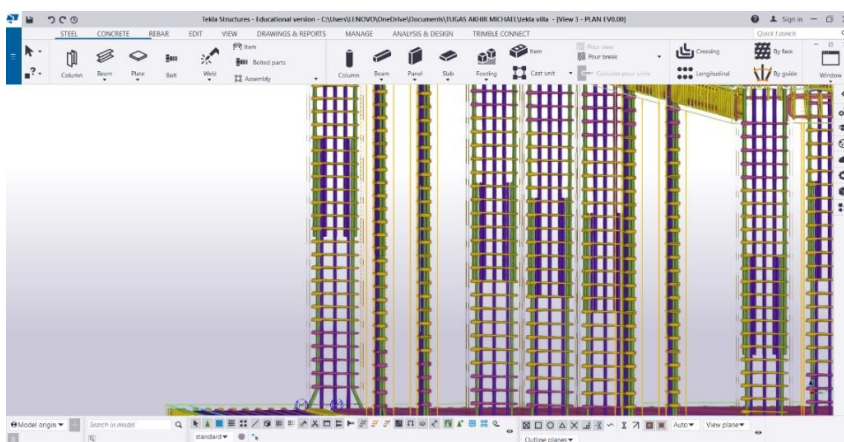 Tekla Structures - Educational version - C:\Users\LENOVO\OneDrive\Documents\TUGAS AKHIR MICHAEL\tekla villa - [View 3 - PLAN EV0.00]
Sign in
STEEL CONCRETE REBAR EDIT VIEW DRAWINGS & REPORTS MANAGE ANALYSIS & DESIGN TRIMBLE CONNECT
Quick Launch
Item
Bolted parts
Assembly
Column Beam Plate Bolt Weld
Column Beam Panel Slab Footing
Item
Cast unit
Pour view
Pour break
Calculate pour units
Crossing
Longitudinal
By face
By guide
Window
Model origin
Search in model
Auto
View plane
standard
Outline planes